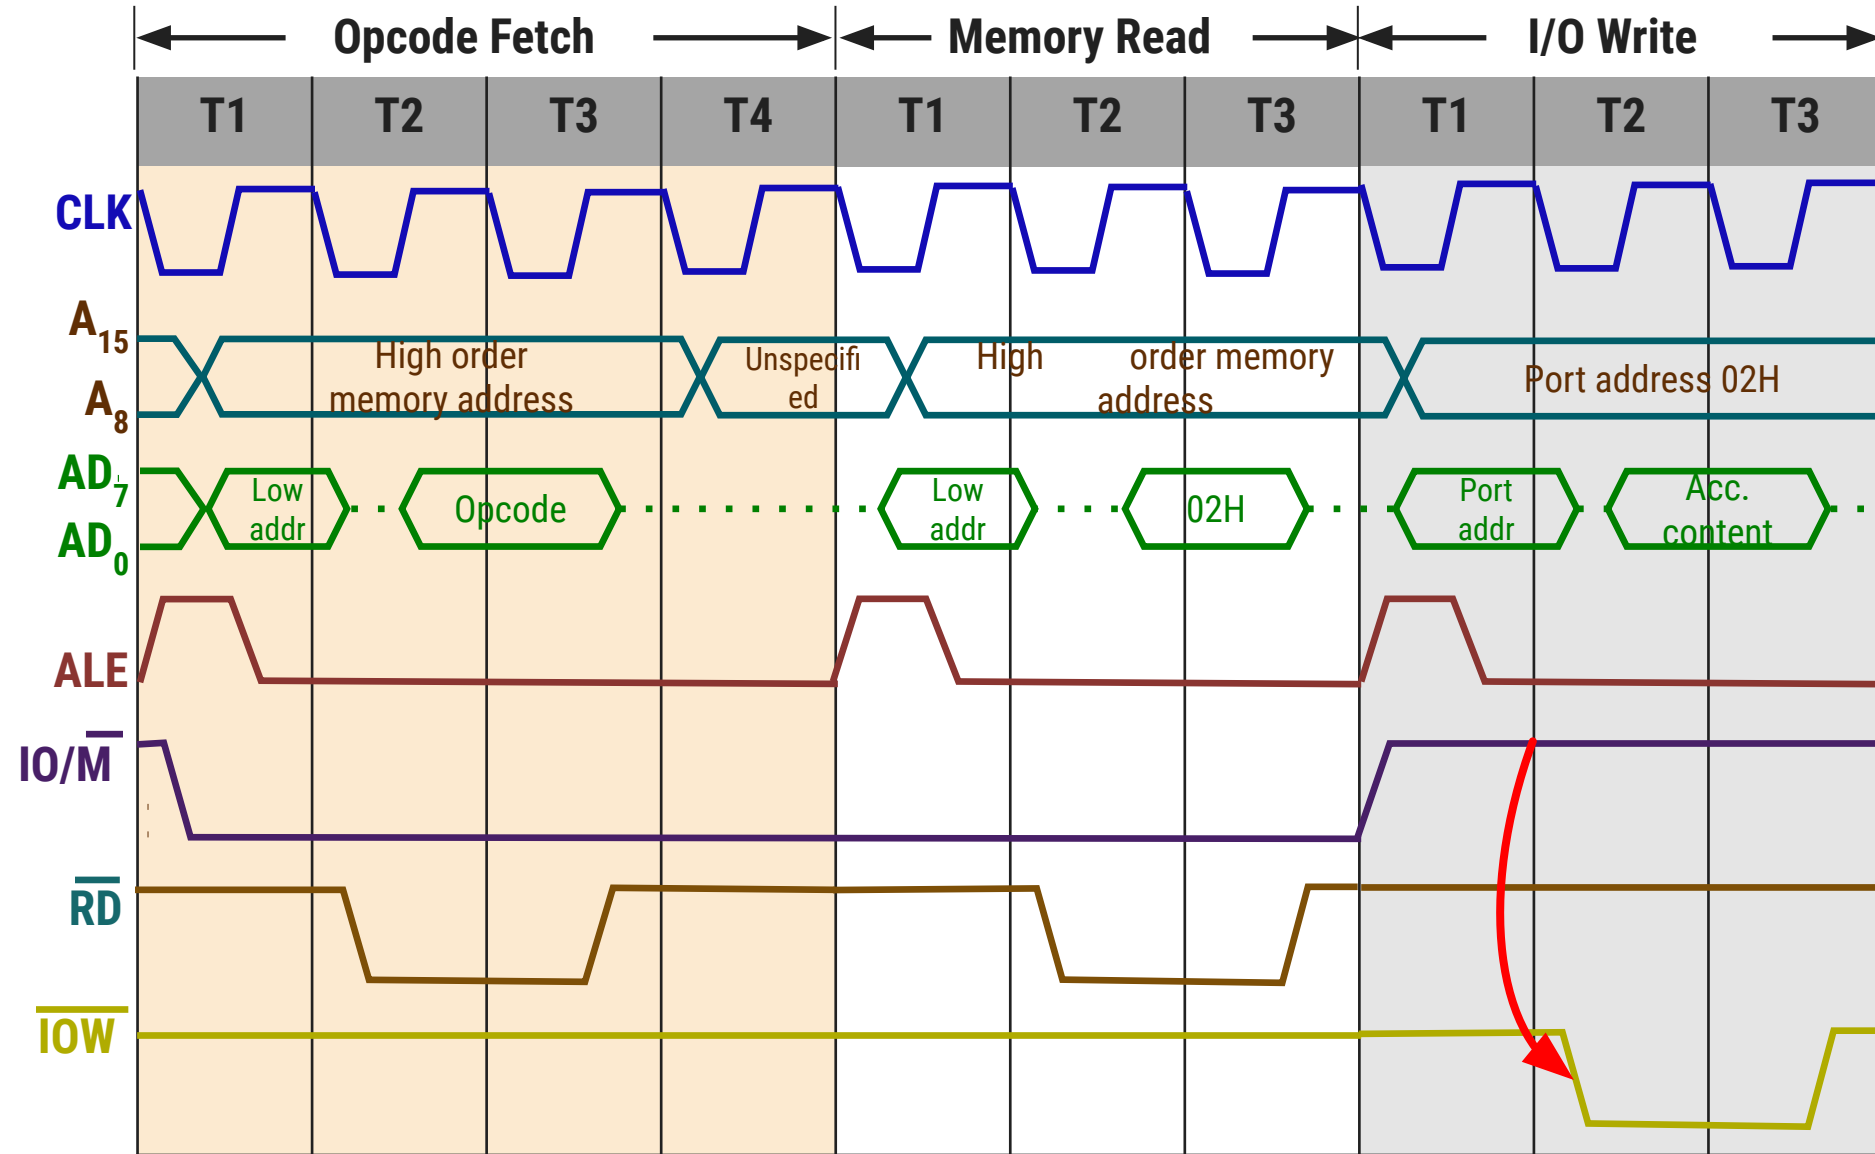 Opcode Fetch Memory Read I/O Write
T1 T2 T3 T4 T1 T2 T3 T1 T2 T3
CLK
A15
A8
High order
memory address
Unspecifi
ed
High order memory
address
Port address 02H
AD7
AD0
Low
addr
Opcode
Low
addr
02H
Port
addr
Acc.
content
ALE
IO/M̅
R̅D̅
I̅O̅W̅